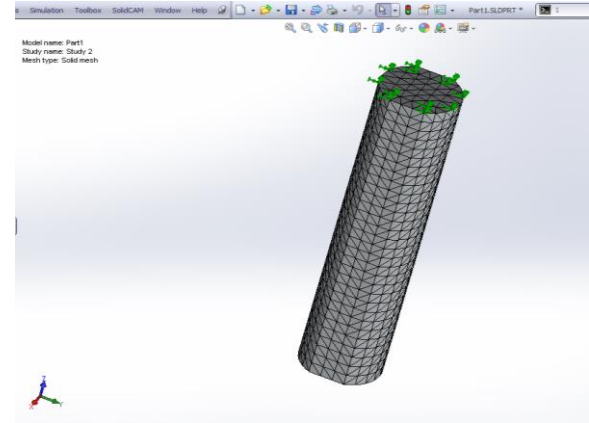 Simulation Toolbox SolidCAM Window Help Part1.SLDPRT *
Model name: Part1
Study name: Study 2
Mesh type: Solid mesh
Z
X
Y